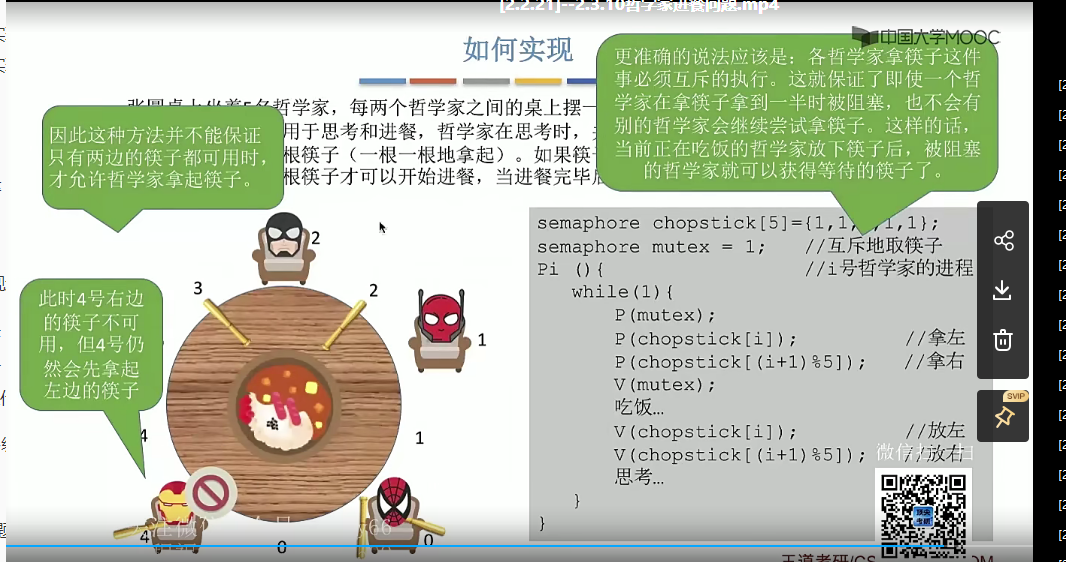 [2.2.21]--2.3.10哲学家进餐问题.mp4
中国大学MOOC
如何实现
更准确的说法应该是：各哲学家拿筷子这件
事必须互斥的执行。这就保证了即使一个哲
学家在拿筷子拿到一半时被阻塞，也不会有
别的哲学家会继续尝试拿筷子。这样的话，
当前正在吃饭的哲学家放下筷子后，被阻塞
的哲学家就可以获得等待的筷子了。
张圆桌上坐着5名哲学家，每两个哲学家之间的桌上摆一
用于思考和进餐，哲学家在思考时，
根筷子（一根一根地拿起）。如果筷
根筷子才可以开始进餐，当进餐完毕
因此这种方法并不能保证
只有两边的筷子都可用时，
才允许哲学家拿起筷子。
此时4号右边
的筷子不可
用，但4号仍
然会先拿起
左边的筷子
2
3
2
1
1
4
4
0
0
semaphore chopstick[5]={1,1,1,1,1};
semaphore mutex = 1; //互斥地取筷子
Pi (){ //i号哲学家的进程
while(1){
P(mutex);
P(chopstick[i]); //拿左
P(chopstick[(i+1)%5]); //拿右
V(mutex);
吃饭…
V(chopstick[i]); //放左
V(chopstick[(i+1)%5]); //放右
思考…
}
}
SVIP
微信扫一扫
王道考研/CS